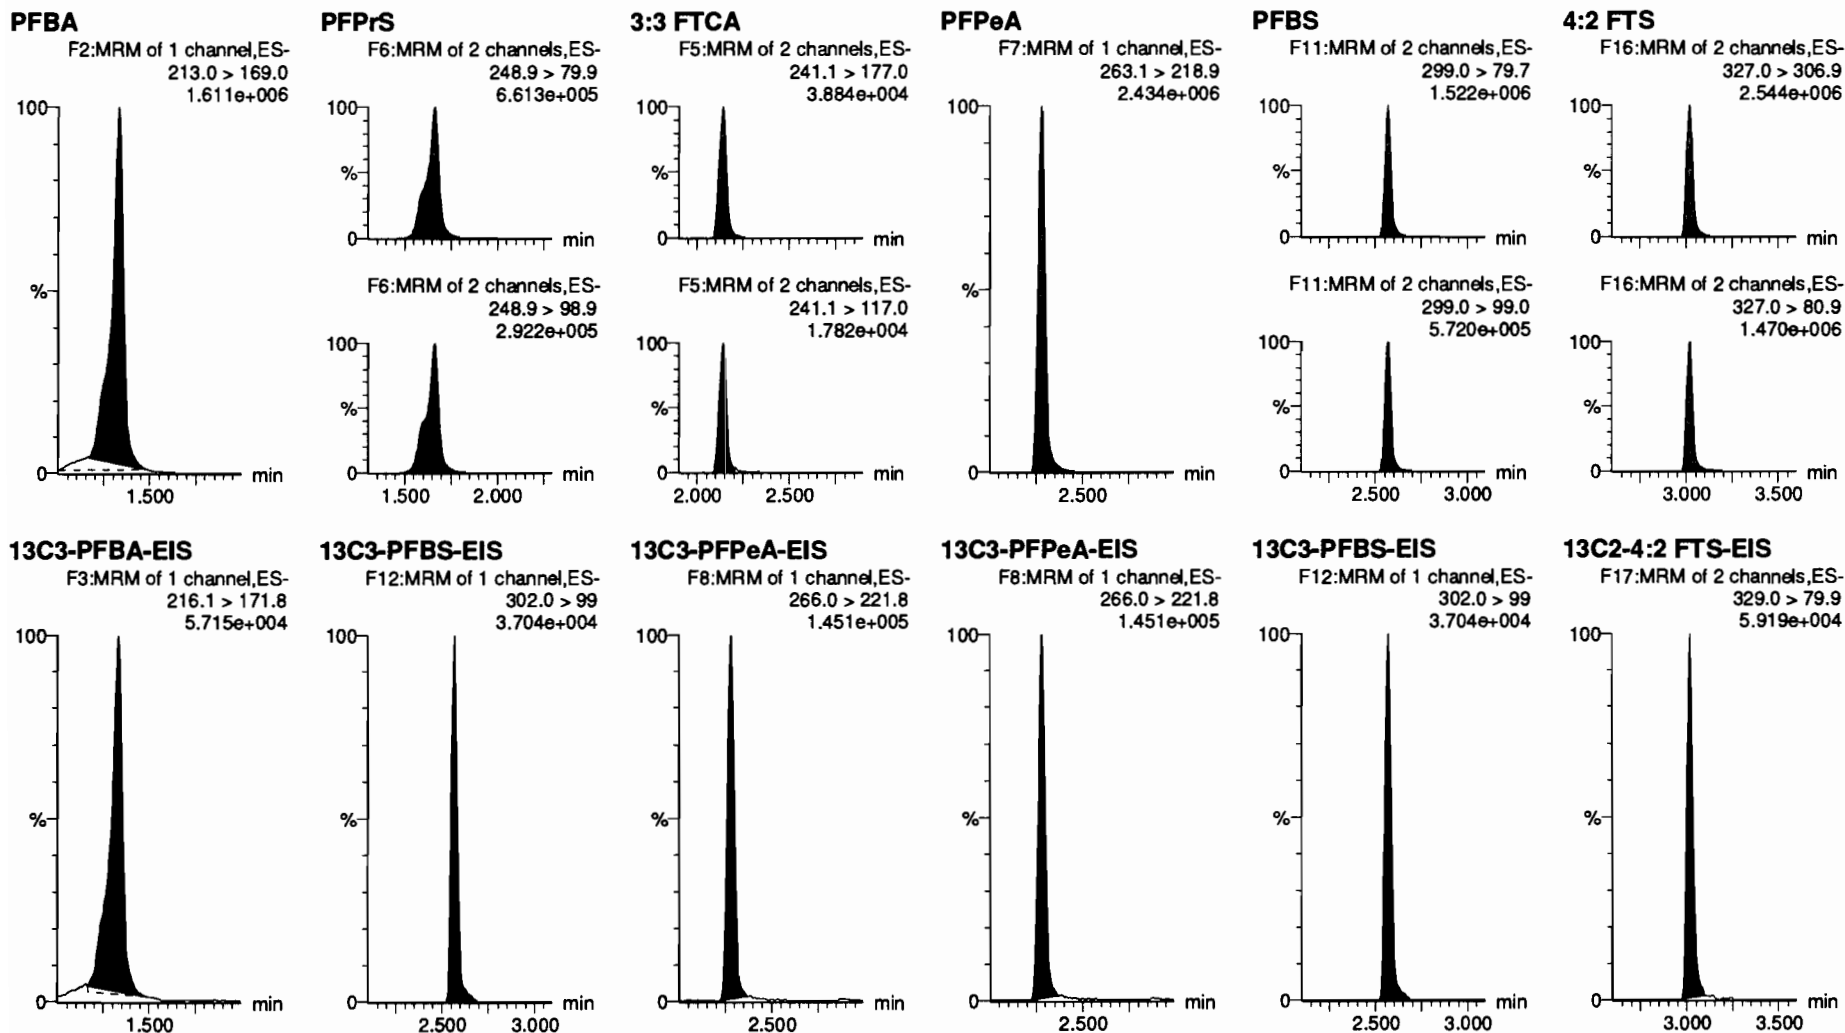 PFBA
F2:MRM of 1 channel,ES-
213.0 > 169.0
1.611e+006
100
%
0
min
1.500
PFPrS
F6:MRM of 2 channels,ES-
248.9 > 79.9
6.613e+005
100
%
0
min
F6:MRM of 2 channels,ES-
248.9 > 98.9
2.922e+005
100
%
0
min
1.500 2.000
3:3 FTCA
F5:MRM of 2 channels,ES-
241.1 > 177.0
3.884e+004
100
%
0
min
F5:MRM of 2 channels,ES-
241.1 > 117.0
1.782e+004
100
%
0
min
2.000 2.500
PFPeA
F7:MRM of 1 channel,ES-
263.1 > 218.9
2.434e+006
100
%
0
min
2.500
PFBS
F11:MRM of 2 channels,ES-
299.0 > 79.7
1.522e+006
100
%
0
min
F11:MRM of 2 channels,ES-
299.0 > 99.0
5.720e+005
100
%
0
min
2.500 3.000
4:2 FTS
F16:MRM of 2 channels,ES-
327.0 > 306.9
2.544e+006
100
%
0
min
F16:MRM of 2 channels,ES-
327.0 > 80.9
1.470e+006
100
%
0
min
3.000 3.500
13C3-PFBA-EIS
F3:MRM of 1 channel,ES-
216.1 > 171.8
5.715e+004
100
%
0
min
1.500
13C3-PFBS-EIS
F12:MRM of 1 channel,ES-
302.0 > 99
3.704e+004
100
%
0
min
2.500 3.000
13C3-PFPeA-EIS
F8:MRM of 1 channel,ES-
266.0 > 221.8
1.451e+005
100
%
0
min
2.500
13C3-PFPeA-EIS
F8:MRM of 1 channel,ES-
266.0 > 221.8
1.451e+005
100
%
0
min
2.500
13C3-PFBS-EIS
F12:MRM of 1 channel,ES-
302.0 > 99
3.704e+004
100
%
0
min
2.500 3.000
13C2-4:2 FTS-EIS
F17:MRM of 2 channels,ES-
329.0 > 79.9
5.919e+004
100
%
0
min
3.000 3.500